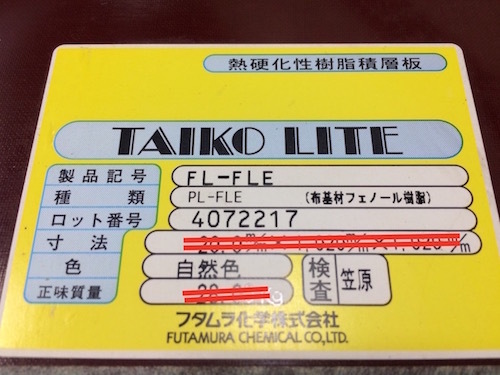 熱硬化性樹脂積層板
TAIKO LITE
製品記号 FL-FLE
種類 PL-FLE (布基材フェノール樹脂)
ロット番号 4072217
寸法
色 自然色 検査 笠原
正味質量
フタムラ化学株式会社
FUTAMURA CHEMICAL CO,LTD.